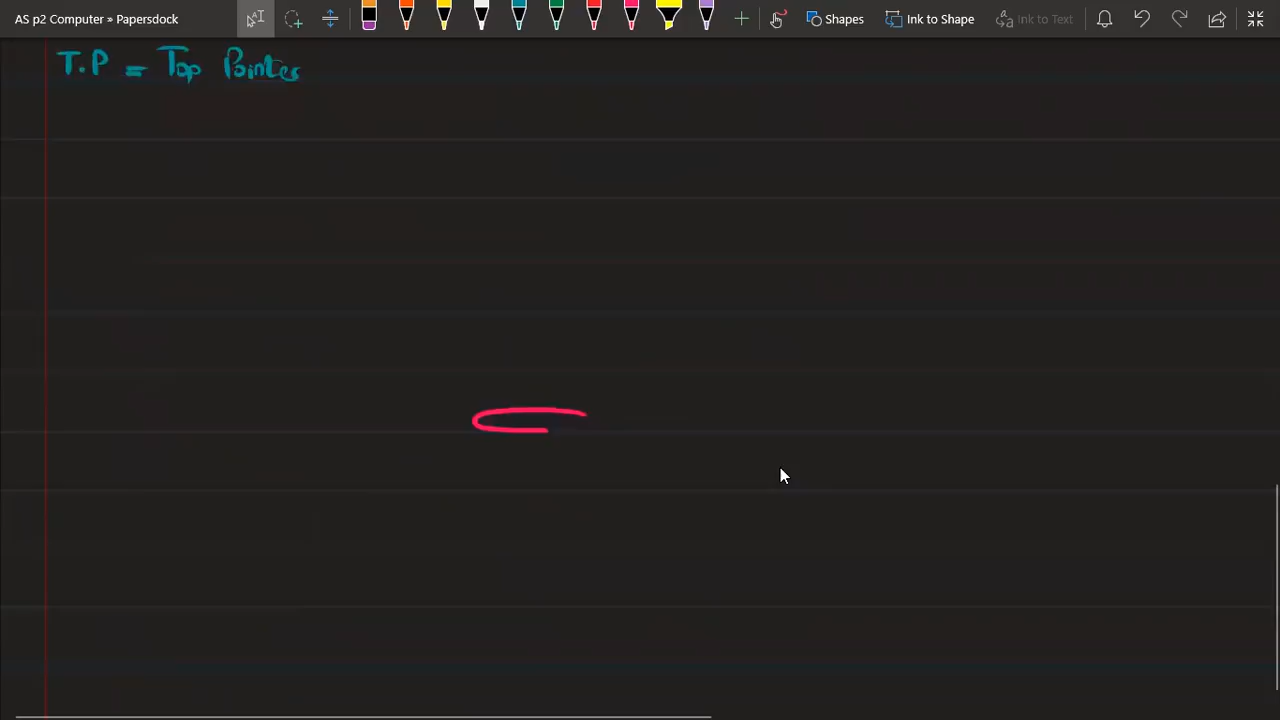 AS p2 Computer » Papersdock
Shapes
Ink to Shape
Ink to Text
T.P = Top Pointer